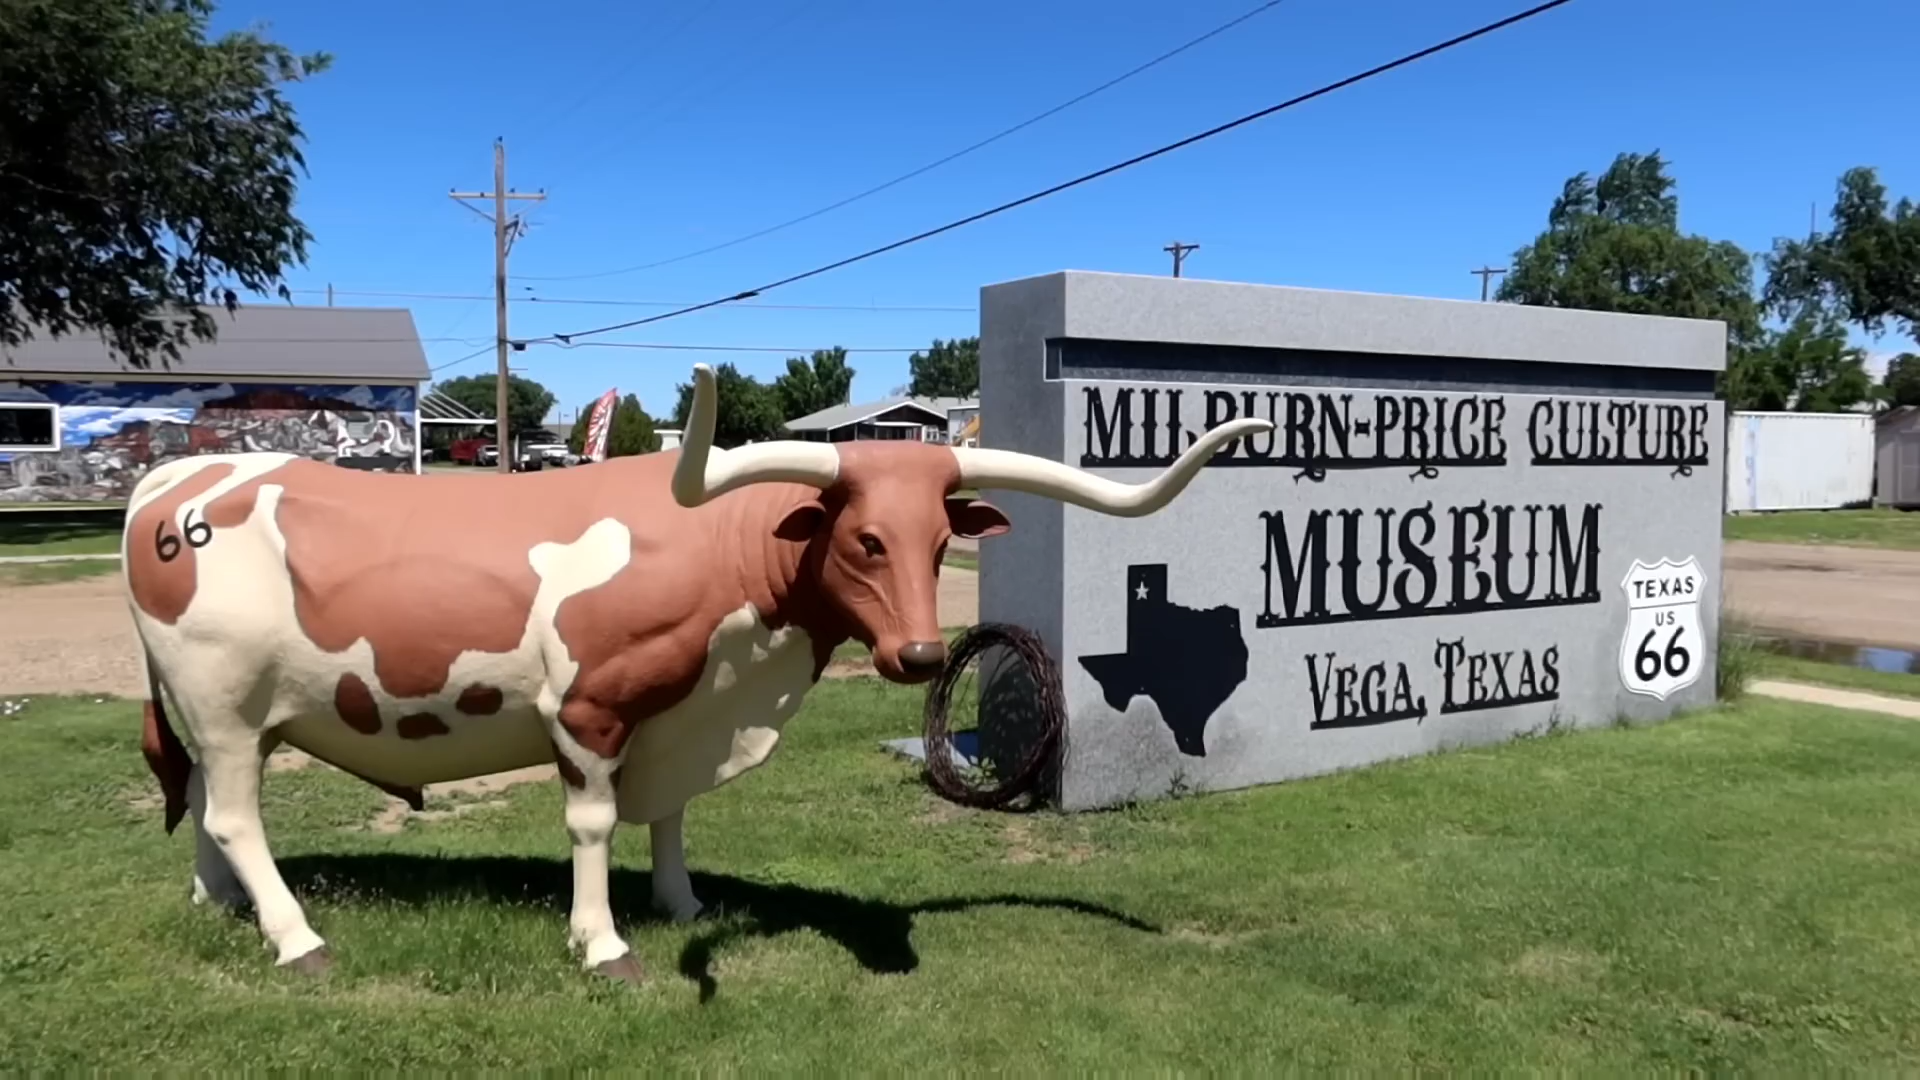 66
MILBURN-PRICE CULTURE
MUSEUM
VEGA, TEXAS
TEXAS
US
66